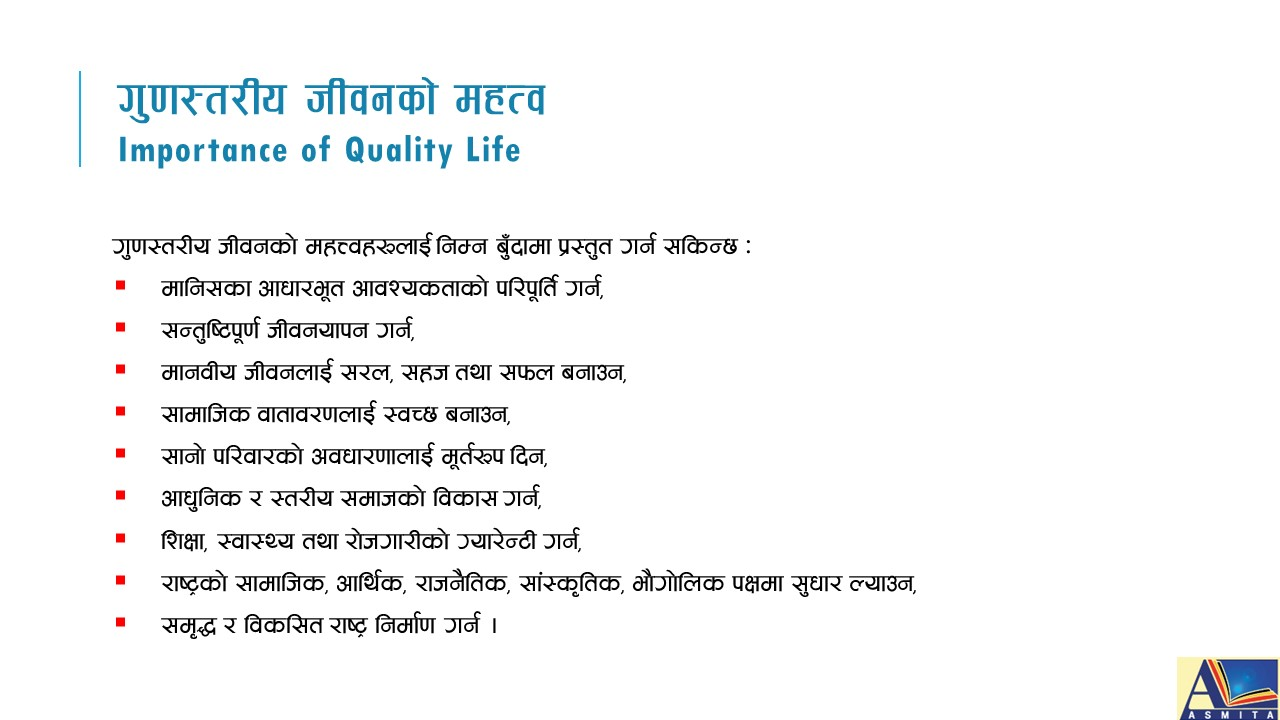 गुणस्तरीय जीवनको महत्व
Importance of Quality Life
गुणस्तरीय जीवनको महत्त्वहरुलाई निम्न बुँदामा प्रस्तुत गर्न सकिन्छ :
▪ मानिसका आधारभूत आवश्यकताको परिपूर्ति गर्न,
▪ सन्तुष्टिपूर्ण जीवनयापन गर्न,
▪ मानवीय जीवनलाई सरल, सहज तथा सफल बनाउन,
▪ सामाजिक वातावरणलाई स्वच्छ बनाउन,
▪ सानो परिवारको अवधारणालाई मूर्तरुप दिन,
▪ आधुनिक र स्तरीय समाजको विकास गर्न,
▪ शिक्षा, स्वास्थ्य तथा रोजगारीको ग्यारेन्टी गर्न,
▪ राष्ट्रको सामाजिक, आर्थिक, राजनैतिक, सांस्कृतिक, भौगोलिक पक्षमा सुधार ल्याउन,
▪ समृद्ध र विकसित राष्ट्र निर्माण गर्न ।
ASMITA